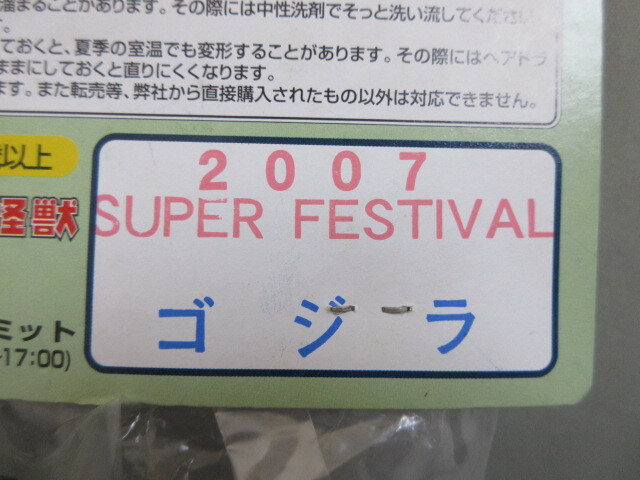 溜まることがあります。その際には中性洗剤でそっと洗い流してください
ておくと、夏季の室温でも変形することがあります。その際にはヘアドラ
ままにしておくと直りにくくなります。
ます。また転売等、弊社から直接購入されたもの以外は対応できません。
以上
2007
SUPER FESTIVAL
怪獣
ゴジラ
ミット
-17:00)